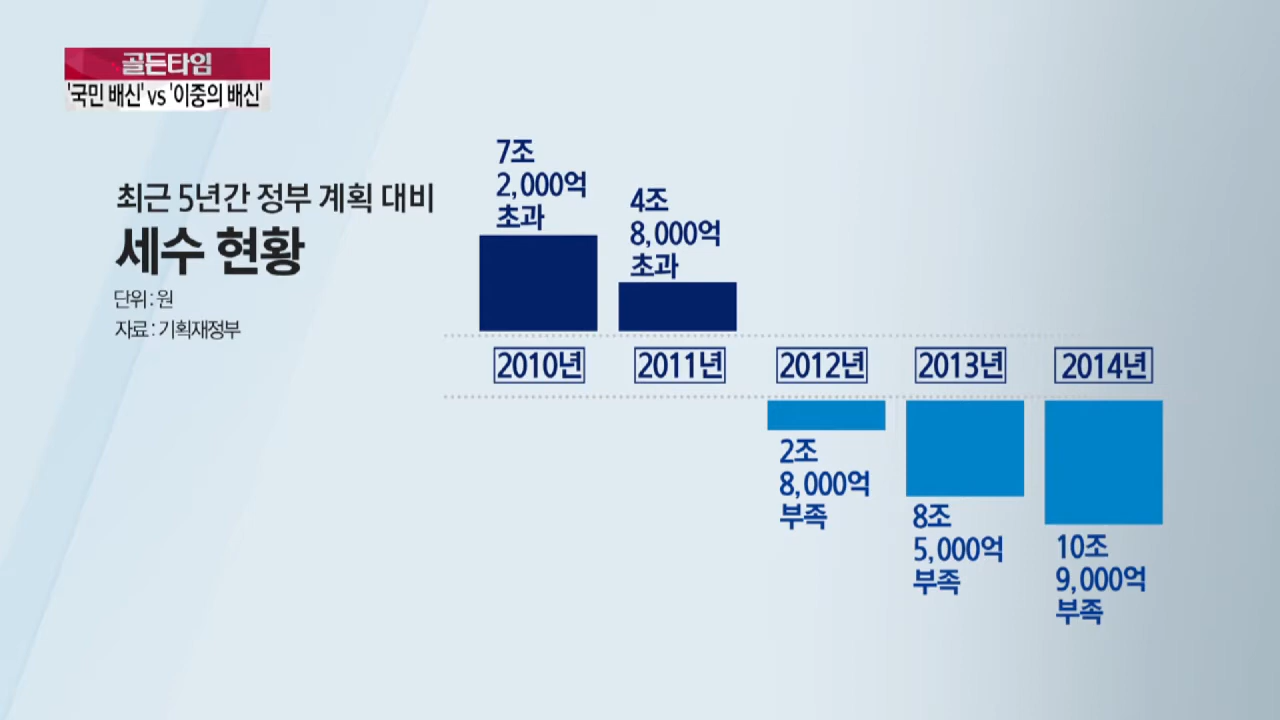 골든타임
'국민 배신' vs '이중의 배신'
최근 5년간 정부 계획 대비
세수 현황
단위 : 원
자료 : 기획재정부
7조
2,000억
초과
4조
8,000억
초과
2010년
2011년
2012년
2013년
2014년
2조
8,000억
부족
8조
5,000억
부족
10조
9,000억
부족